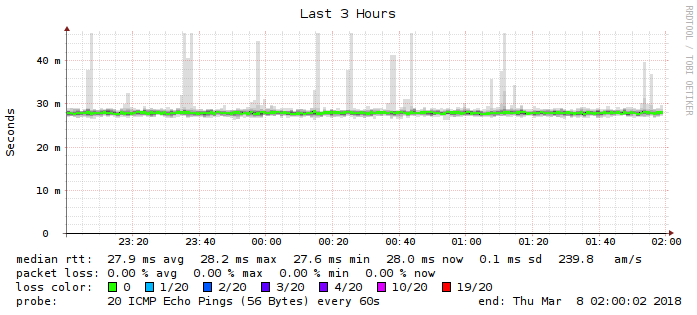 Last 3 Hours
RRDTOOL / TOBI OETIKER
Seconds
40 m
30 m
20 m
10 m
0
23:20 23:40 00:00 00:20 00:40 01:00 01:20 01:40 02:00
median rtt: 27.9 ms avg 28.2 ms max 27.6 ms min 28.0 ms now 0.1 ms sd 239.8 am/s
packet loss: 0.00 % avg 0.00 % max 0.00 % min 0.00 % now
loss color: 0 1/20 2/20 3/20 4/20 10/20 19/20
probe: 20 ICMP Echo Pings (56 Bytes) every 60s end: Thu Mar 8 02:00:02 2018